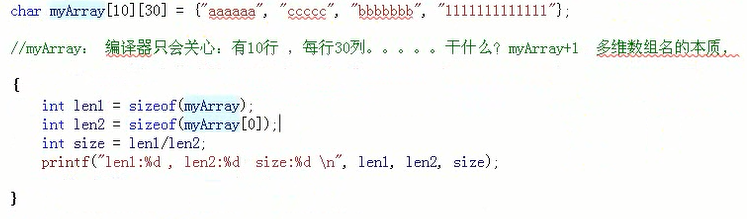 char myArray[10][30] = {"aaaaaa", "ccccc", "bbbbbbb", "1111111111111"};
//myArray： 编译器只会关心：有10行 ，每行30列。。。。。干什么？myArray+1  多维数组名的本质，
{
int len1 = sizeof(myArray);
int len2 = sizeof(myArray[0]);
int size = len1/len2;
printf("len1:%d , len2:%d  size:%d \n", len1, len2, size);
}